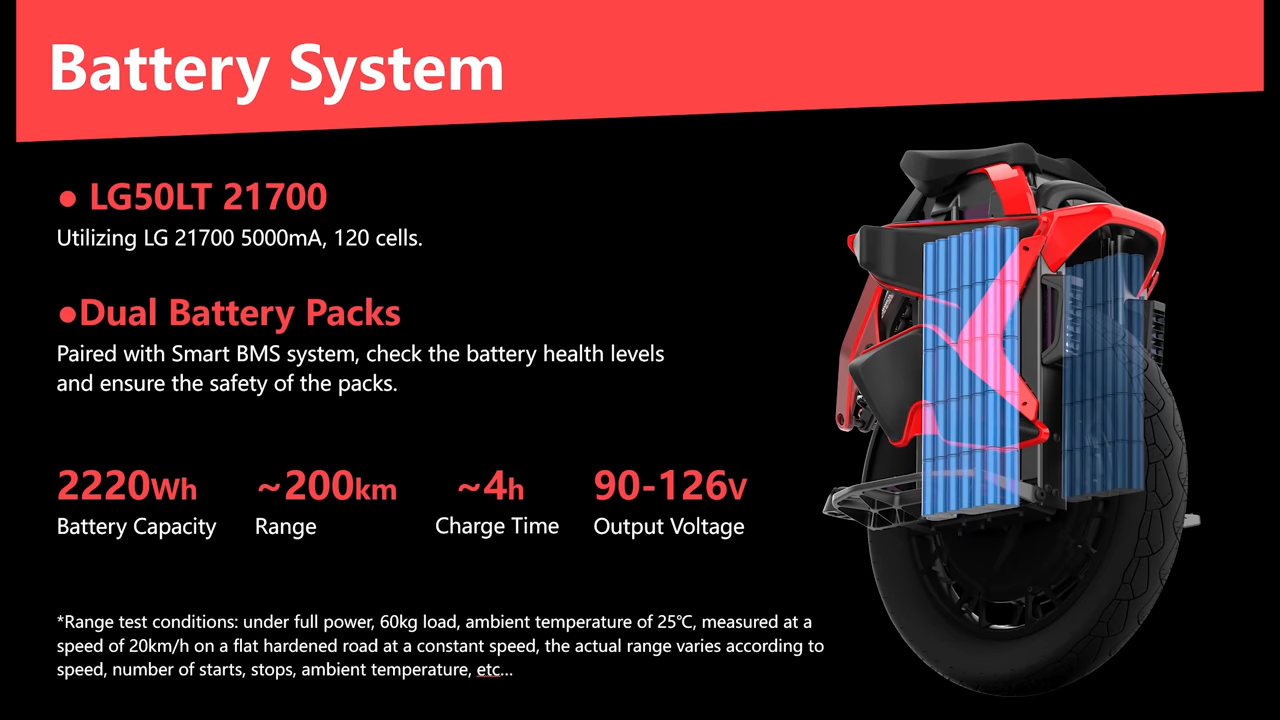 Battery System
● LG50LT 21700
Utilizing LG 21700 5000mA, 120 cells.
●Dual Battery Packs
Paired with Smart BMS system, check the battery health levels
and ensure the safety of the packs.
2220Wh ~200km ~4h 90-126V
Battery Capacity Range Charge Time Output Voltage
*Range test conditions: under full power, 60kg load, ambient temperature of 25℃, measured at a
speed of 20km/h on a flat hardened road at a constant speed, the actual range varies according to
speed, number of starts, stops, ambient temperature, etc...